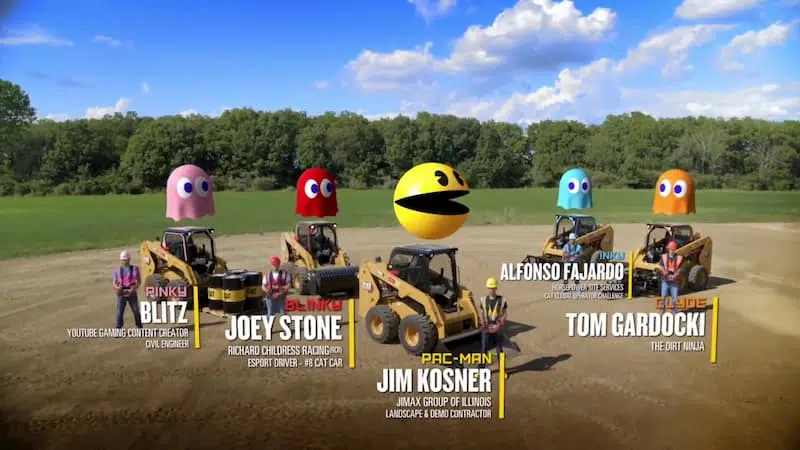 PINKY
BLITZ
YOUTUBE GAMING CONTENT CREATOR
CIVIL ENGINEER
BLINKY
JOEY STONE
RICHARD CHILDRESS RACING (RCR)
ESPORT DRIVER - #8 CAT CAR
PAC-MAN
JIM KOSNER
JIMAX GROUP OF ILLINOIS
LANDSCAPE & DEMO CONTRACTOR
INKY
ALFONSO FAJARDO
HORSEPOWER SITE SERVICES
CAT GLOBAL OPERATOR CHALLENGE
CLYDE
TOM GARDOCKI
THE DIRT NINJA
CAT